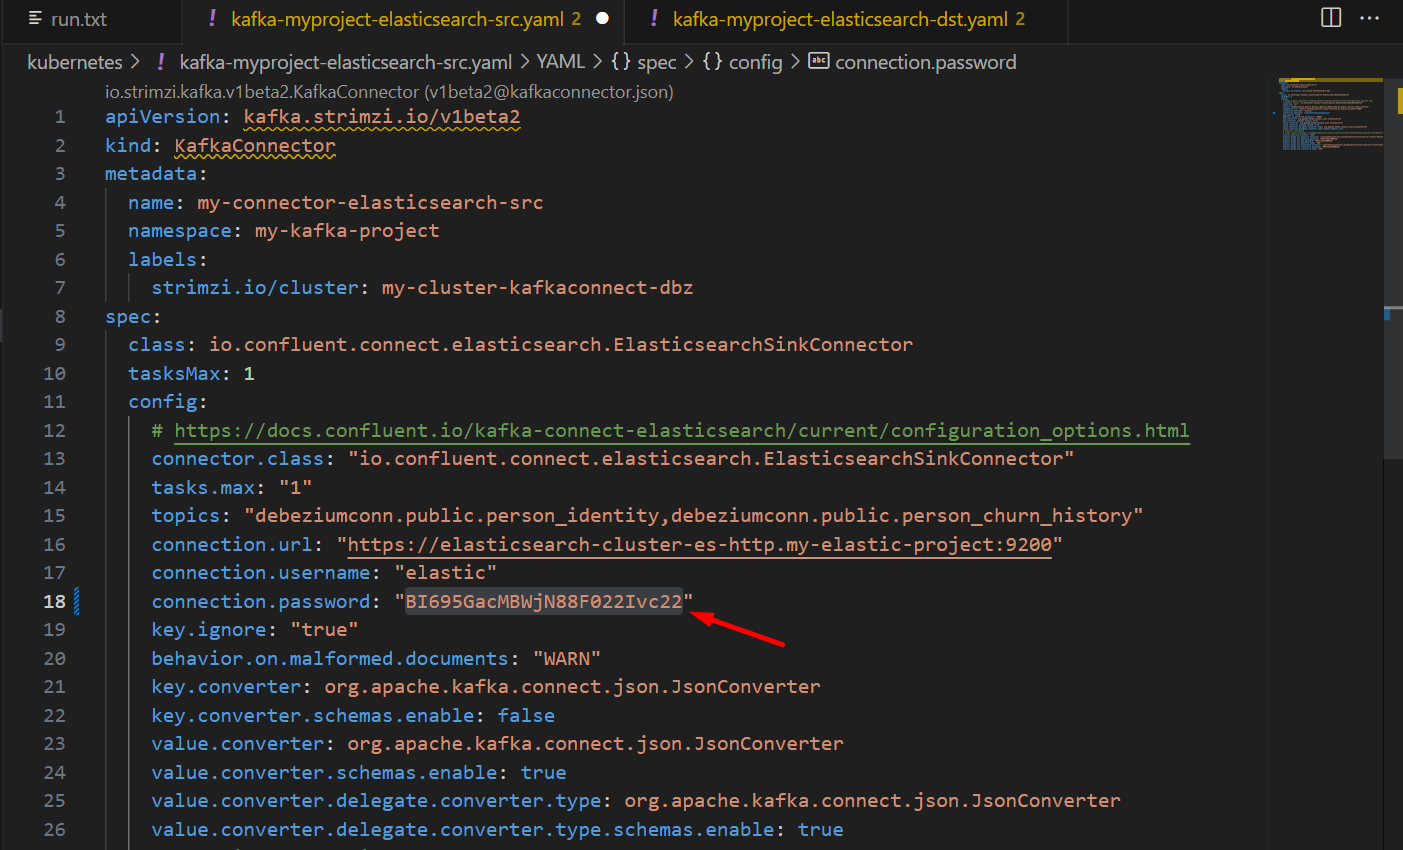 run.txt
! kafka-myproject-elasticsearch-src.yaml 2 ●
! kafka-myproject-elasticsearch-dst.yaml 2
kubernetes > ! kafka-myproject-elasticsearch-src.yaml > YAML > {} spec > {} config > abc connection.password
io.strimzi.kafka.v1beta2.KafkaConnector (v1beta2@kafkaconnector.json)
1 apiVersion: kafka.strimzi.io/v1beta2
2 kind: KafkaConnector
3 metadata:
4   name: my-connector-elasticsearch-src
5   namespace: my-kafka-project
6   labels:
7     strimzi.io/cluster: my-cluster-kafkaconnect-dbz
8 spec:
9   class: io.confluent.connect.elasticsearch.ElasticsearchSinkConnector
10   tasksMax: 1
11   config:
12     # https://docs.confluent.io/kafka-connect-elasticsearch/current/configuration_options.html
13     connector.class: "io.confluent.connect.elasticsearch.ElasticsearchSinkConnector"
14     tasks.max: "1"
15     topics: "debeziumconn.public.person_identity,debeziumconn.public.person_churn_history"
16     connection.url: "https://elasticsearch-cluster-es-http.my-elastic-project:9200"
17     connection.username: "elastic"
18     connection.password: "BI695GacMBWjN88F022Ivc22"
19     key.ignore: "true"
20     behavior.on.malformed.documents: "WARN"
21     key.converter: org.apache.kafka.connect.json.JsonConverter
22     key.converter.schemas.enable: false
23     value.converter: org.apache.kafka.connect.json.JsonConverter
24     value.converter.schemas.enable: true
25     value.converter.delegate.converter.type: org.apache.kafka.connect.json.JsonConverter
26     value.converter.delegate.converter.type.schemas.enable: true